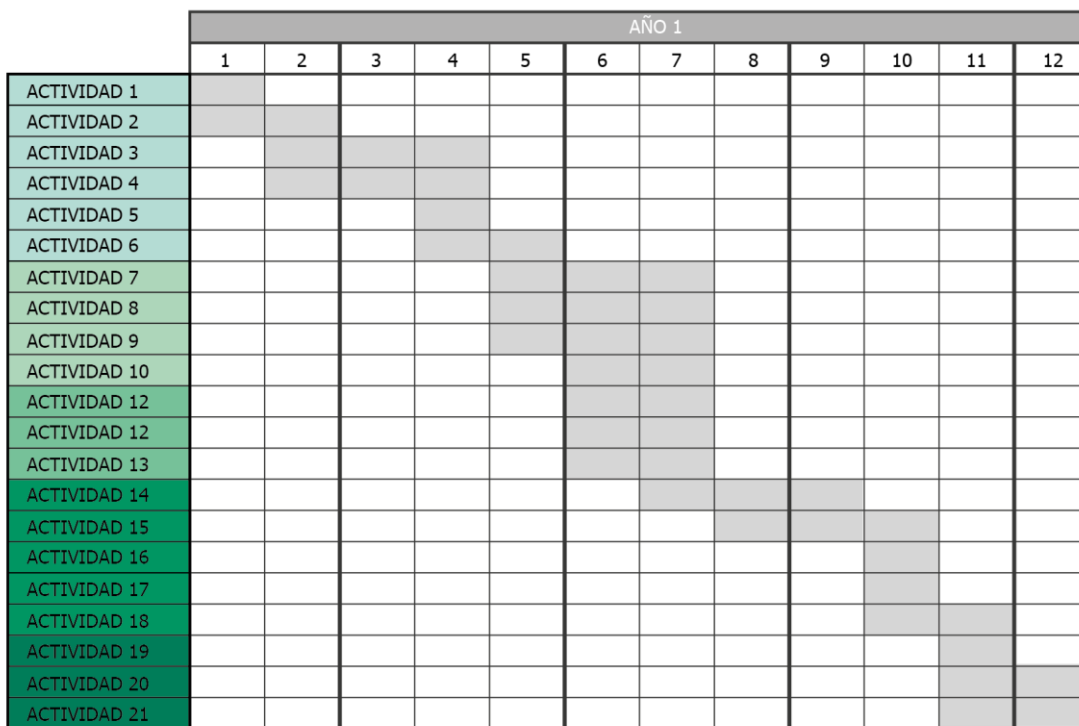 AÑO 1
1 2 3 4 5 6 7 8 9 10 11 12
ACTIVIDAD 1
ACTIVIDAD 2
ACTIVIDAD 3
ACTIVIDAD 4
ACTIVIDAD 5
ACTIVIDAD 6
ACTIVIDAD 7
ACTIVIDAD 8
ACTIVIDAD 9
ACTIVIDAD 10
ACTIVIDAD 12
ACTIVIDAD 12
ACTIVIDAD 13
ACTIVIDAD 14
ACTIVIDAD 15
ACTIVIDAD 16
ACTIVIDAD 17
ACTIVIDAD 18
ACTIVIDAD 19
ACTIVIDAD 20
ACTIVIDAD 21